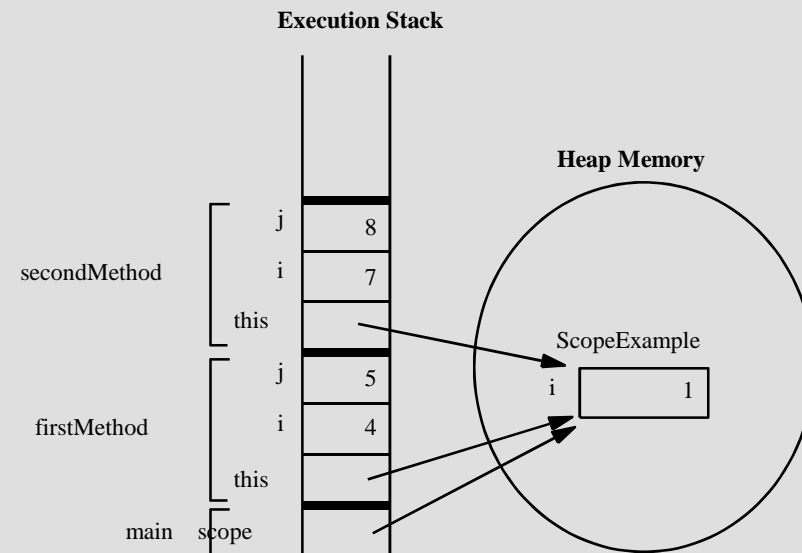 Execution Stack
Heap Memory
j 8
secondMethod i 7
this
ScopeExample
j 5
i 1
firstMethod i 4
this
main scope